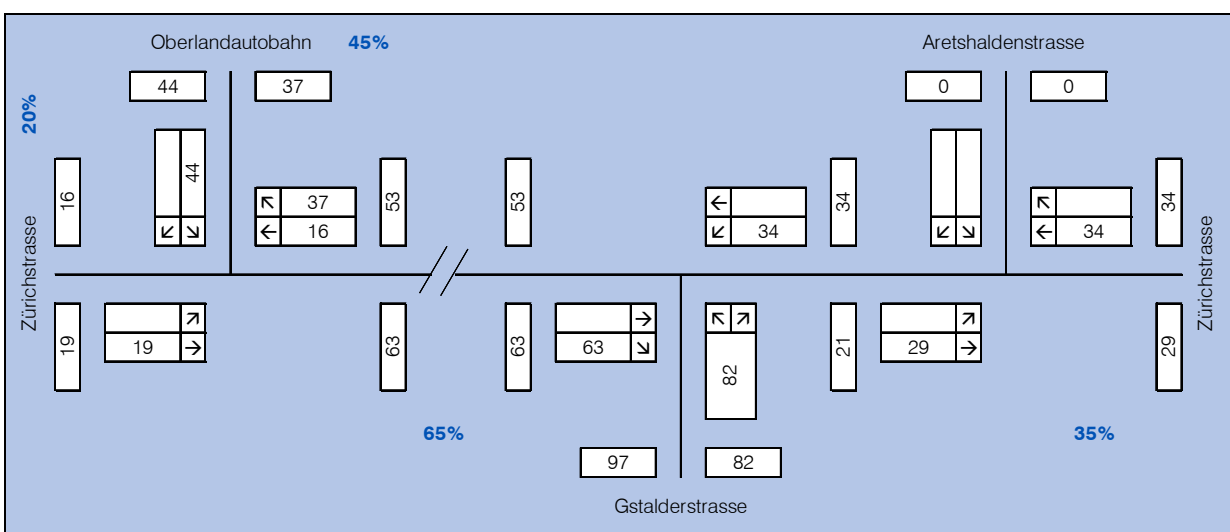 Oberlandautobahn 45% Aretshaldenstrasse
44 37 0 0
20%
16 44 ↙ ↘ ↖ 37 ← 16 53 53 ← ↙ 34 34 ↙ ↘ ↖ ← 34 34
Zürichstrasse Zürichstrasse
19 ↗ 19 → 63 63 → 63 ↘ ↖ ↗ 82 21 ↗ 29 → 29
65% 35%
97 82
Gstalderstrasse